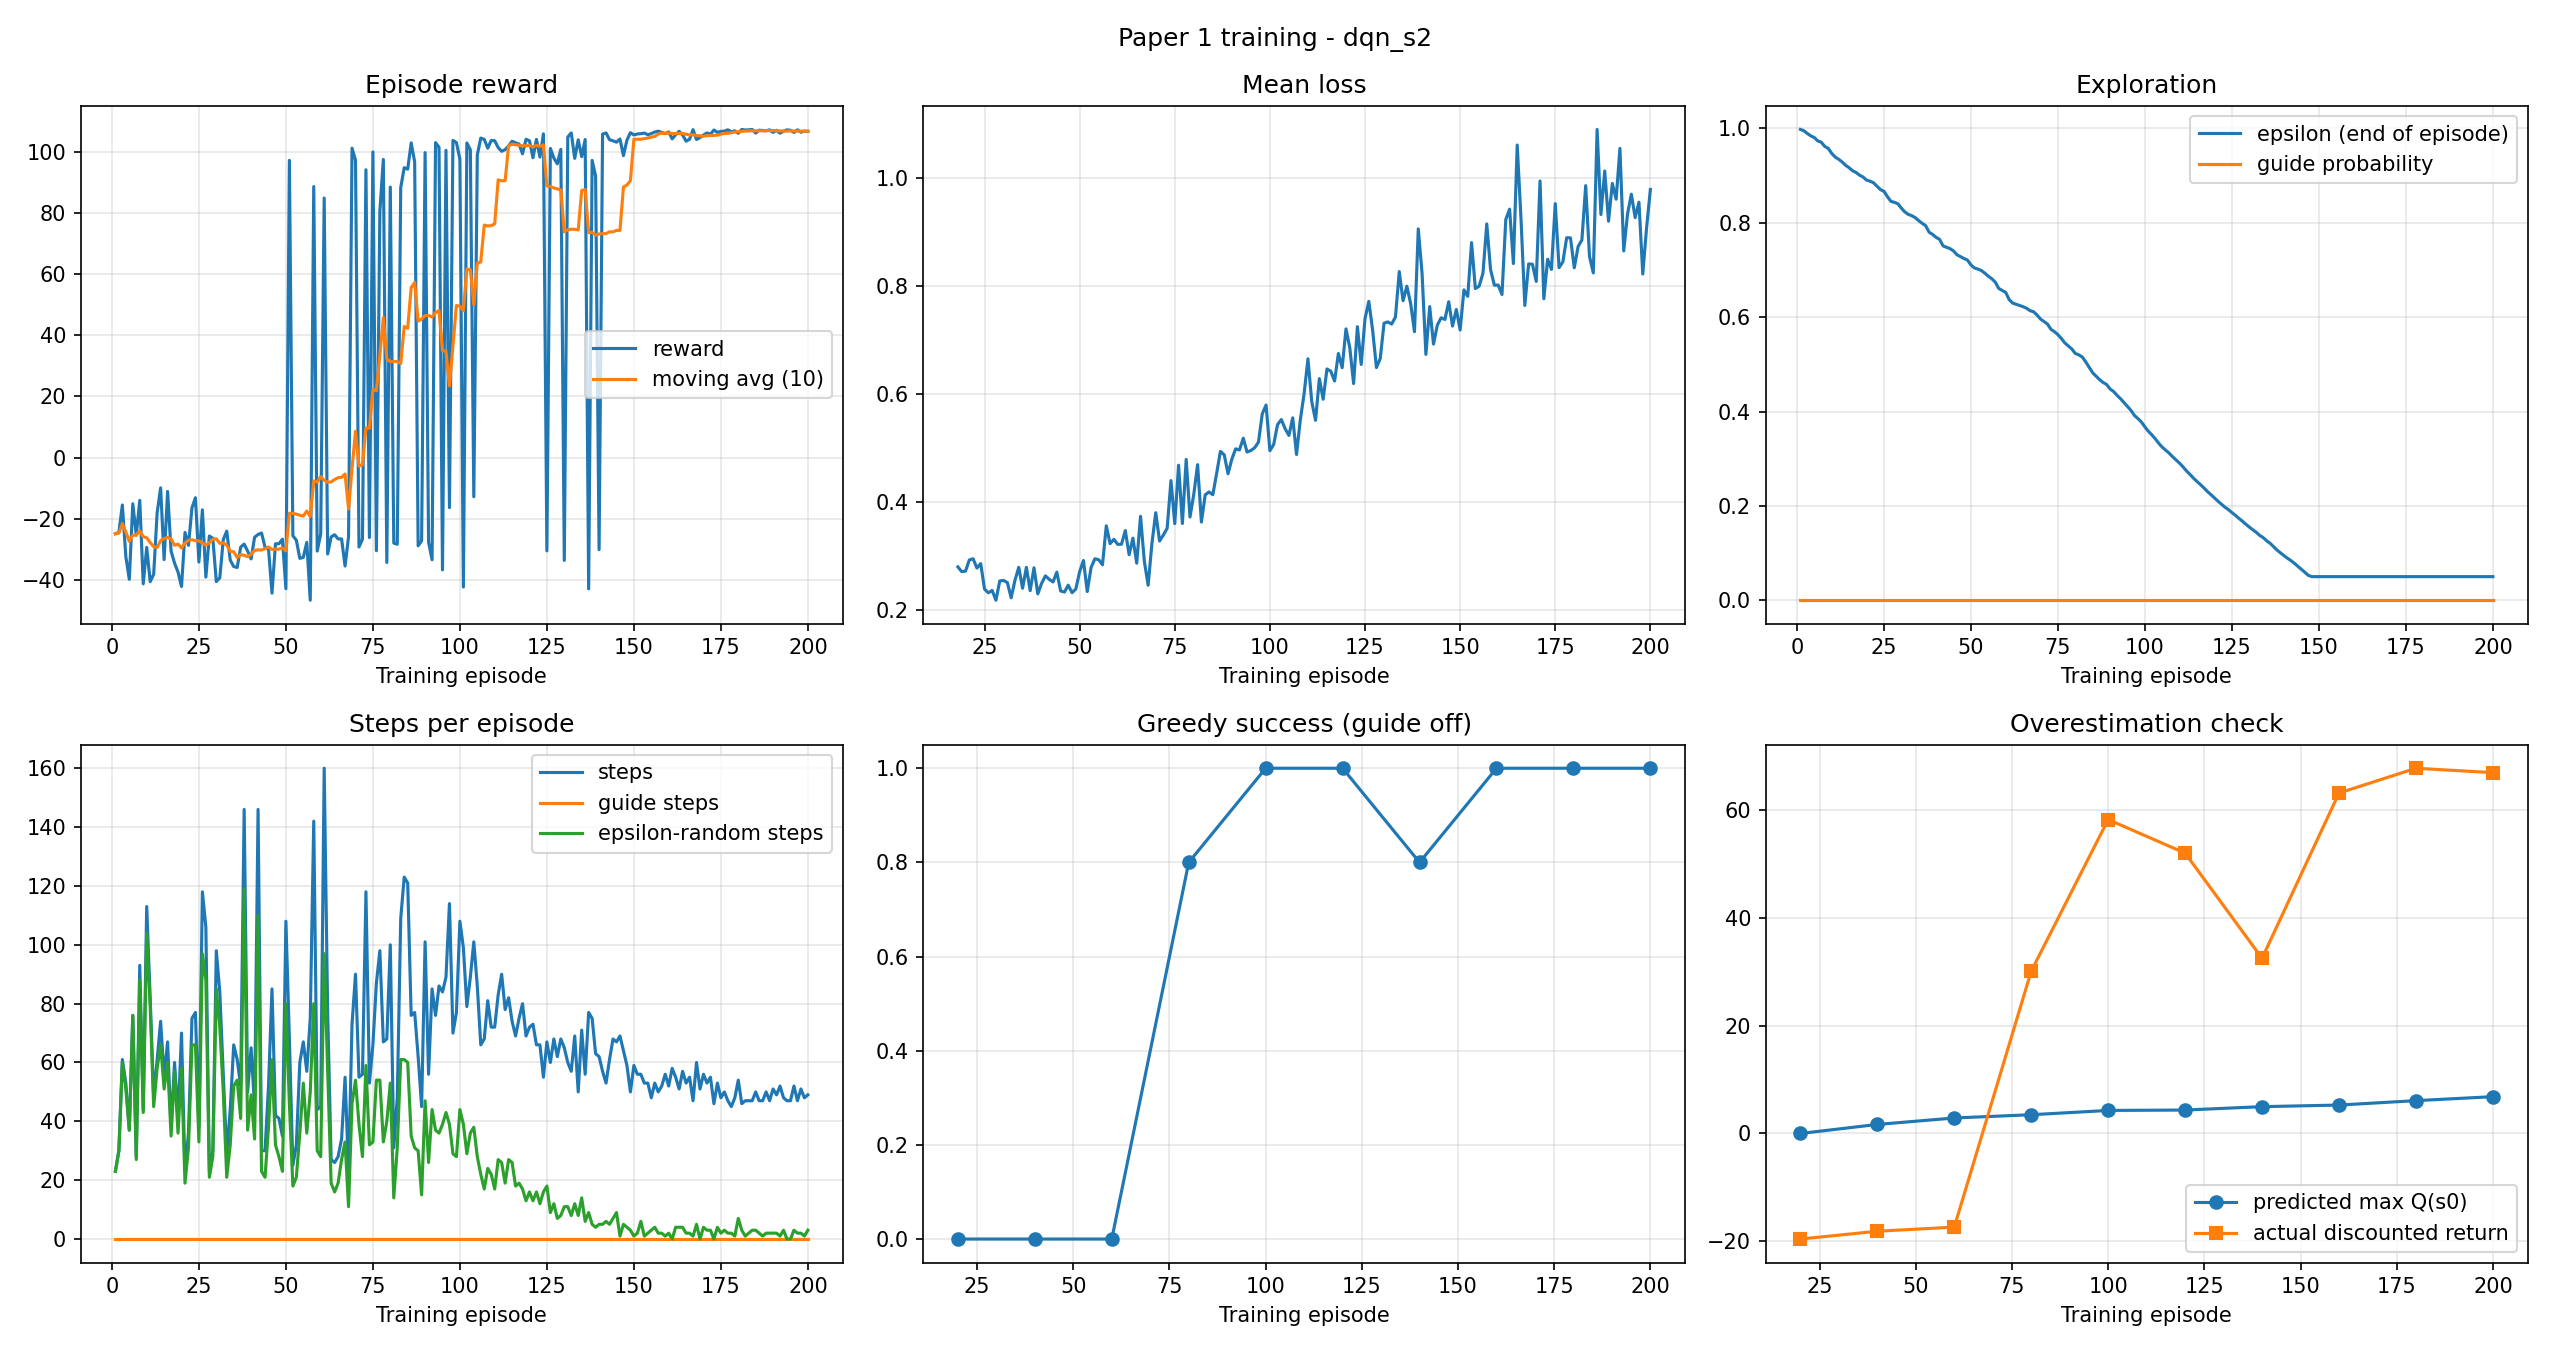 Paper 1 training - dqn_s2
Episode reward
100
80
60
40
20
0
−20
−40
0 25 50 75 100 125 150 175 200
Training episode
reward
moving avg (10)
Mean loss
1.0
0.8
0.6
0.4
0.2
25 50 75 100 125 150 175 200
Training episode
Exploration
1.0
0.8
0.6
0.4
0.2
0.0
0 25 50 75 100 125 150 175 200
Training episode
epsilon (end of episode)
guide probability
Steps per episode
160
140
120
100
80
60
40
20
0
0 25 50 75 100 125 150 175 200
Training episode
steps
guide steps
epsilon-random steps
Greedy success (guide off)
1.0
0.8
0.6
0.4
0.2
0.0
25 50 75 100 125 150 175 200
Training episode
Overestimation check
60
40
20
0
−20
25 50 75 100 125 150 175 200
Training episode
predicted max Q(s0)
actual discounted return